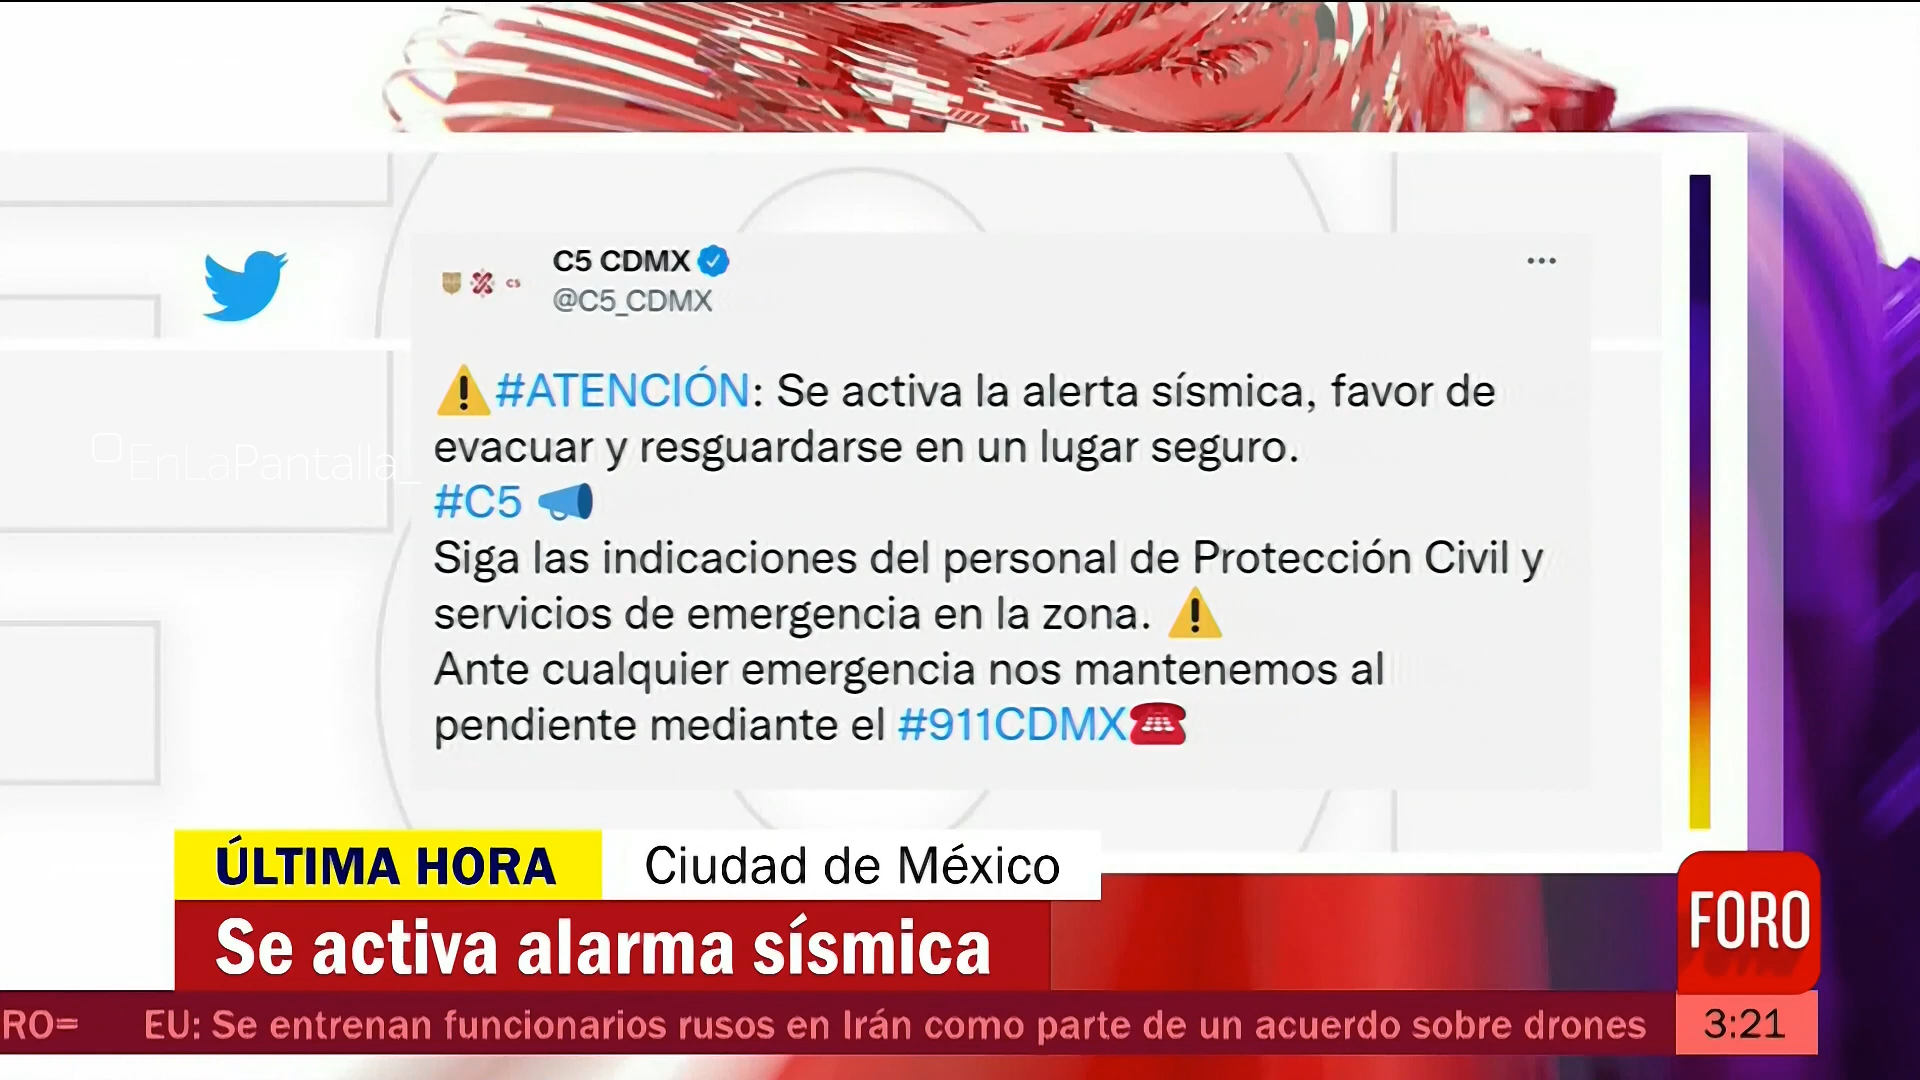 C5 CDMX
@C5_CDMX
C5
⚠️#ATENCIÓN: Se activa la alerta sísmica, favor de
evacuar y resguardarse en un lugar seguro.
#C5 📢
Siga las indicaciones del personal de Protección Civil y
servicios de emergencia en la zona. ⚠️
Ante cualquier emergencia nos mantenemos al
pendiente mediante el #911CDMX☎️
EnLaPantalla_
ÚLTIMA HORA
Ciudad de México
Se activa alarma sísmica
FORO
RO= EU: Se entrenan funcionarios rusos en Irán como parte de un acuerdo sobre drones
3:21